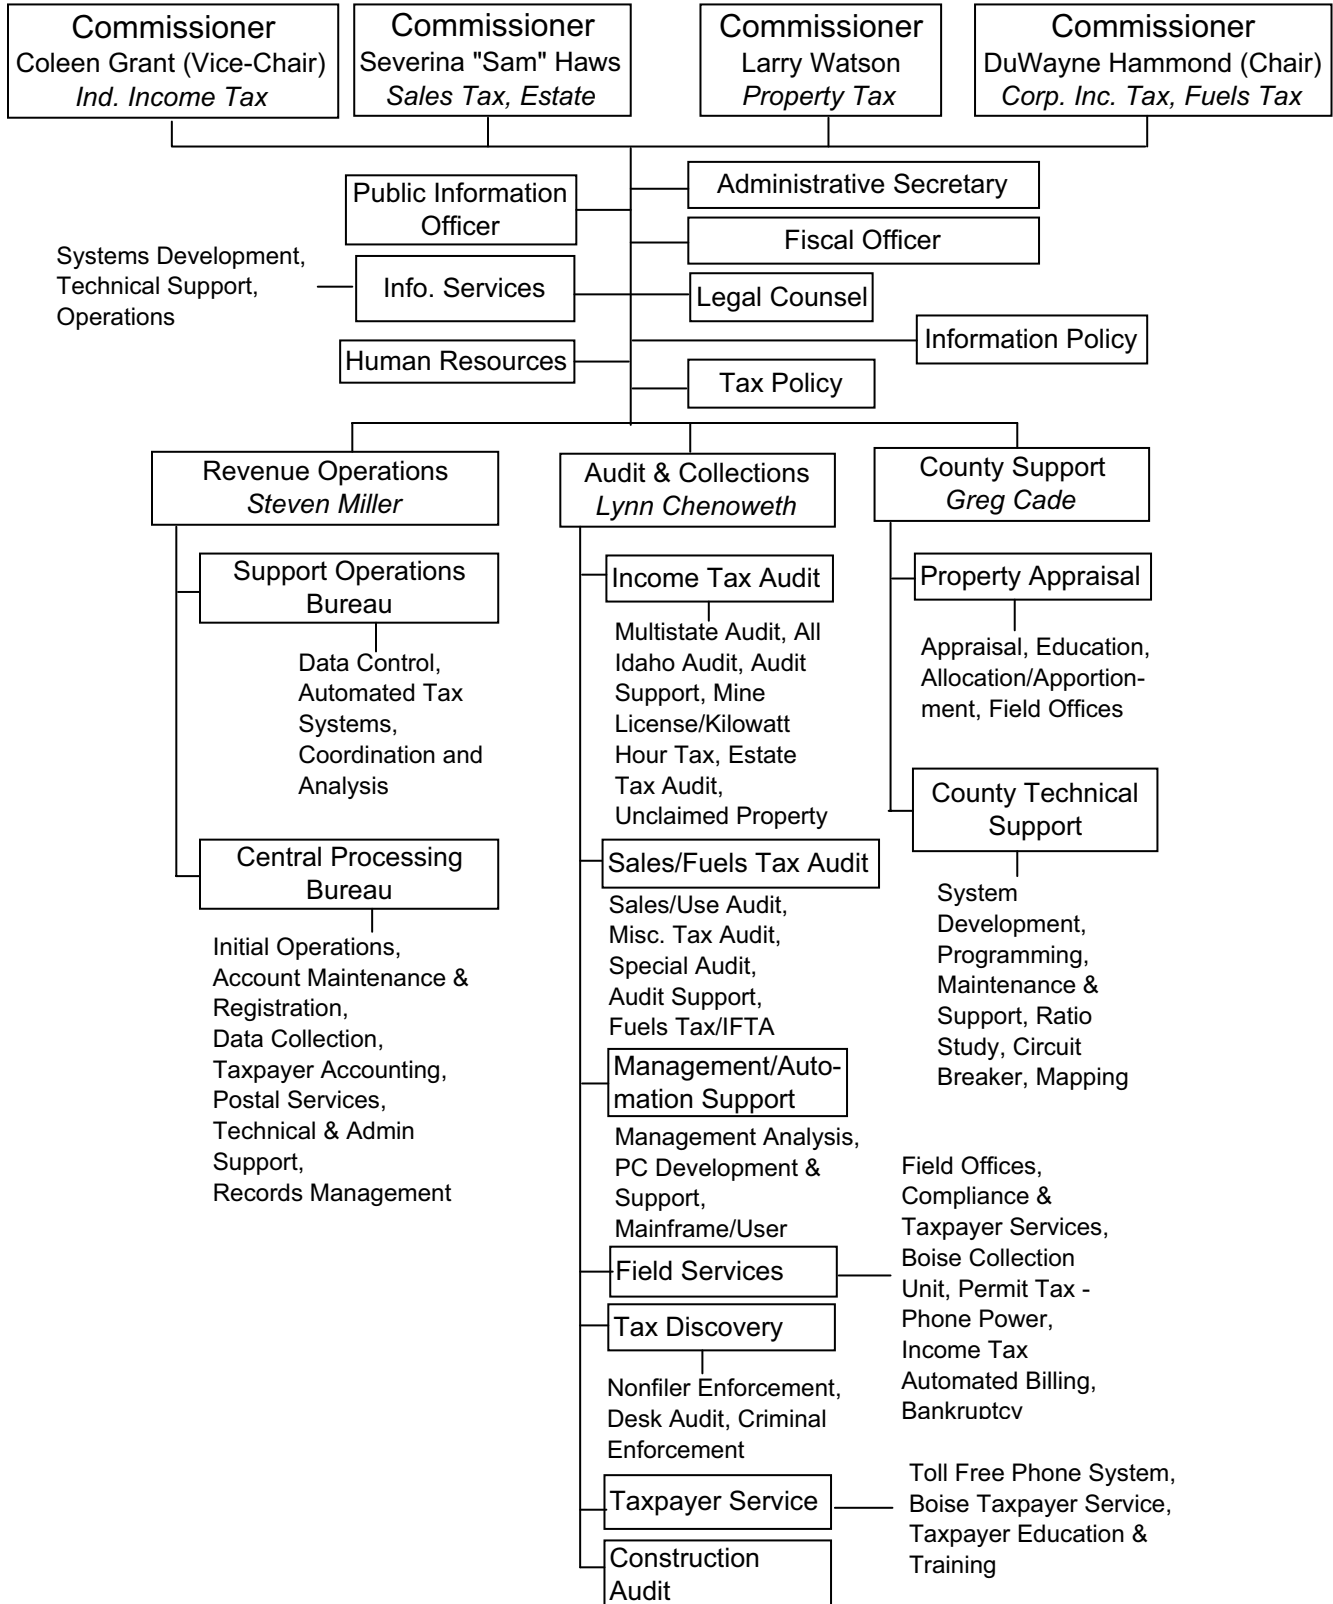 Commissioner
Coleen Grant (Vice-Chair)
Ind. Income Tax
Commissioner
Severina "Sam" Haws
Sales Tax, Estate
Commissioner
Larry Watson
Property Tax
Commissioner
DuWayne Hammond (Chair)
Corp. Inc. Tax, Fuels Tax
Public Information
Officer
Administrative Secretary
Fiscal Officer
Systems Development,
Technical Support,
Operations
Info. Services
Legal Counsel
Information Policy
Human Resources
Tax Policy
Revenue Operations
Steven Miller
Support Operations
Bureau
Data Control,
Automated Tax
Systems,
Coordination and
Analysis
Central Processing
Bureau
Initial Operations,
Account Maintenance &
Registration,
Data Collection,
Taxpayer Accounting,
Postal Services,
Technical & Admin
Support,
Records Management
Audit & Collections
Lynn Chenoweth
Income Tax Audit
Multistate Audit, All
Idaho Audit, Audit
Support, Mine
License/Kilowatt
Hour Tax, Estate
Tax Audit,
Unclaimed Property
Sales/Fuels Tax Audit
Sales/Use Audit,
Misc. Tax Audit,
Special Audit,
Audit Support,
Fuels Tax/IFTA
Management/Auto-
mation Support
Management Analysis,
PC Development &
Support,
Mainframe/User
Field Services
Field Offices,
Compliance &
Taxpayer Services,
Boise Collection
Unit, Permit Tax -
Phone Power,
Income Tax
Automated Billing,
Bankruptcy
Tax Discovery
Nonfiler Enforcement,
Desk Audit, Criminal
Enforcement
Taxpayer Service
Toll Free Phone System,
Boise Taxpayer Service,
Taxpayer Education &
Training
Construction
Audit
County Support
Greg Cade
Property Appraisal
Appraisal, Education,
Allocation/Apportion-
ment, Field Offices
County Technical
Support
System
Development,
Programming,
Maintenance &
Support, Ratio
Study, Circuit
Breaker, Mapping